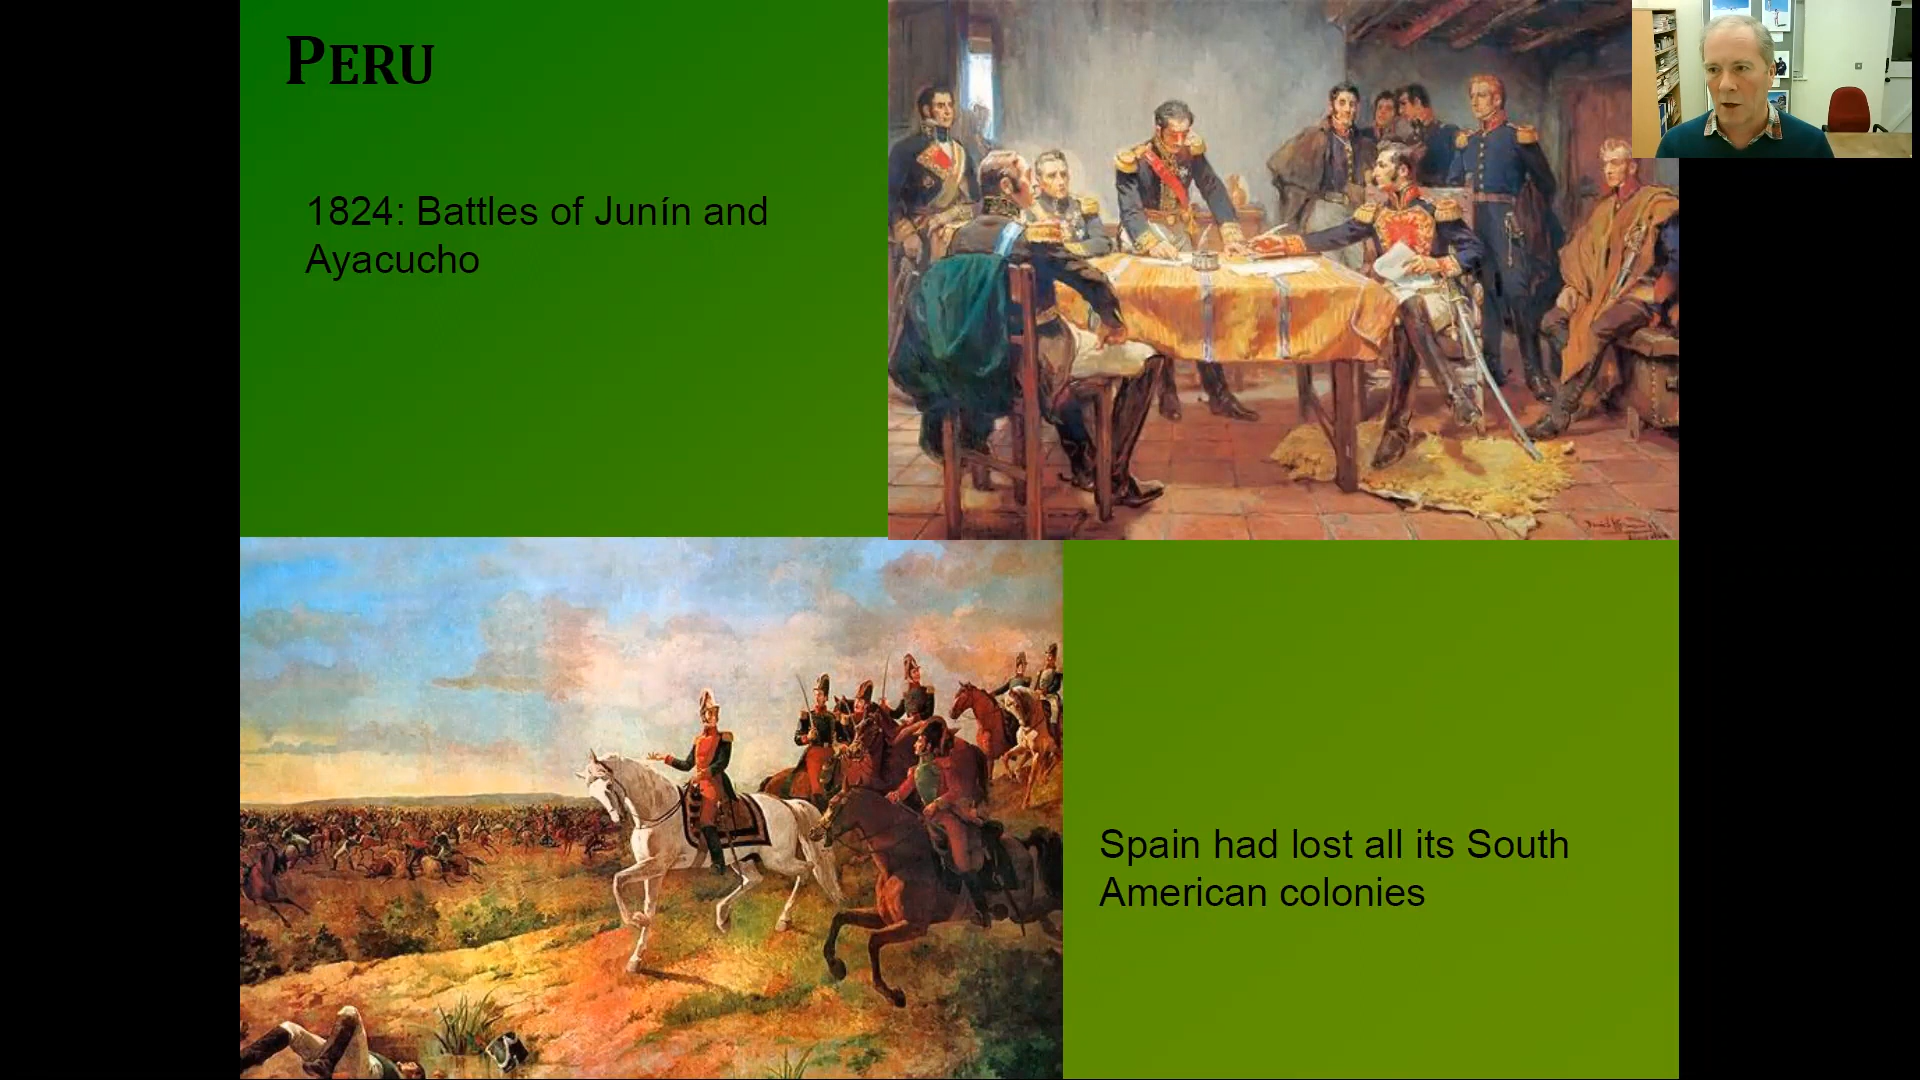 PERU
1824: Battles of Junín and
Ayacucho
Spain had lost all its South
American colonies